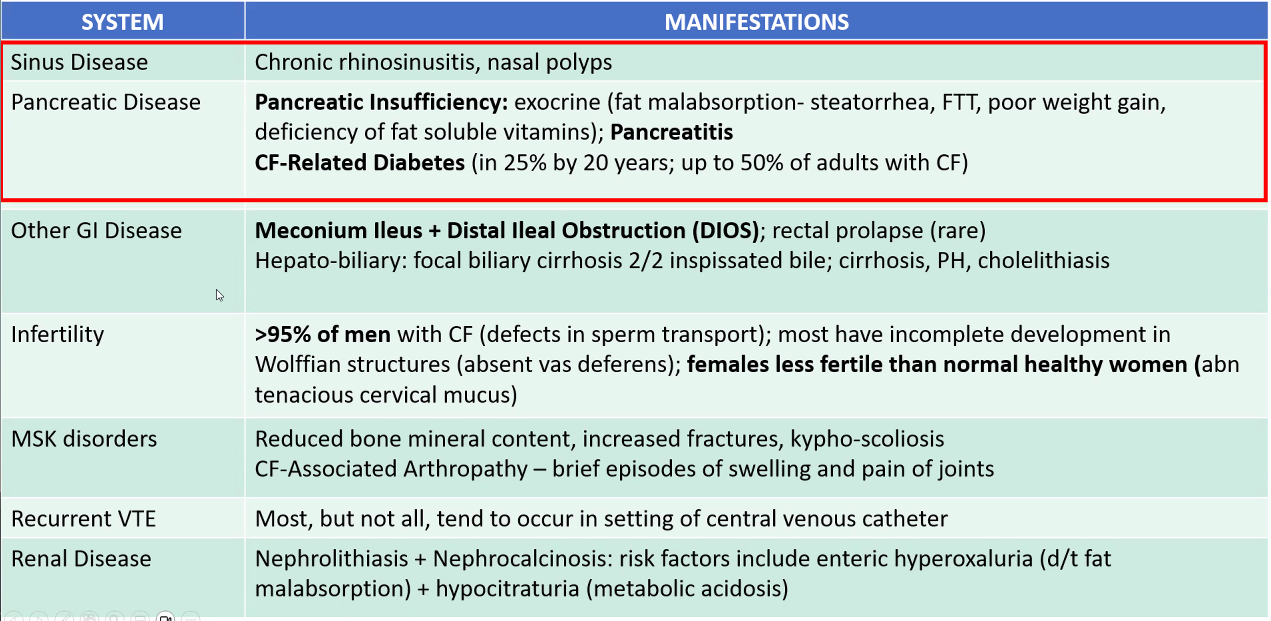 SYSTEM MANIFESTATIONS
Sinus Disease Chronic rhinosinusitis, nasal polyps
Pancreatic Disease Pancreatic Insufficiency: exocrine (fat malabsorption- steatorrhea, FTT, poor weight gain,
deficiency of fat soluble vitamins); Pancreatitis
CF-Related Diabetes (in 25% by 20 years; up to 50% of adults with CF)
Other GI Disease Meconium Ileus + Distal Ileal Obstruction (DIOS); rectal prolapse (rare)
Hepato-biliary: focal biliary cirrhosis 2/2 inspissated bile; cirrhosis, PH, cholelithiasis
Infertility >95% of men with CF (defects in sperm transport); most have incomplete development in
Wolffian structures (absent vas deferens); females less fertile than normal healthy women (abn
tenacious cervical mucus)
MSK disorders Reduced bone mineral content, increased fractures, kypho-scoliosis
CF-Associated Arthropathy – brief episodes of swelling and pain of joints
Recurrent VTE Most, but not all, tend to occur in setting of central venous catheter
Renal Disease Nephrolithiasis + Nephrocalcinosis: risk factors include enteric hyperoxaluria (d/t fat
malabsorption) + hypocitraturia (metabolic acidosis)